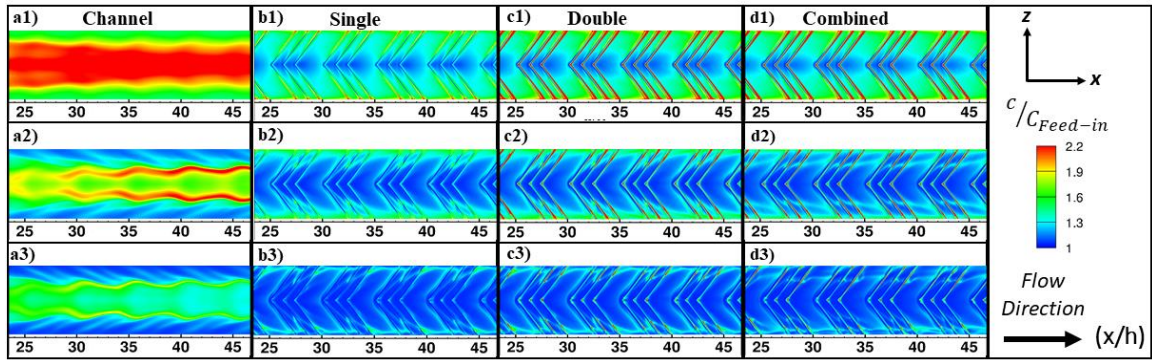 a1) Channel
25 30 35 40 45
b1) Single
25 30 35 40 45
c1) Double
25 30 35 40 45
d1) Combined
25 30 35 40 45
a2)
25 30 35 40 45
b2)
25 30 35 40 45
c2)
25 30 35 40 45
d2)
25 30 35 40 45
a3)
25 30 35 40 45
b3)
25 30 35 40 45
c3)
25 30 35 40 45
d3)
25 30 35 40 45
z
x
c/C_{Feed-in}
2.2
1.9
1.6
1.3
1
Flow
Direction
(x/h)